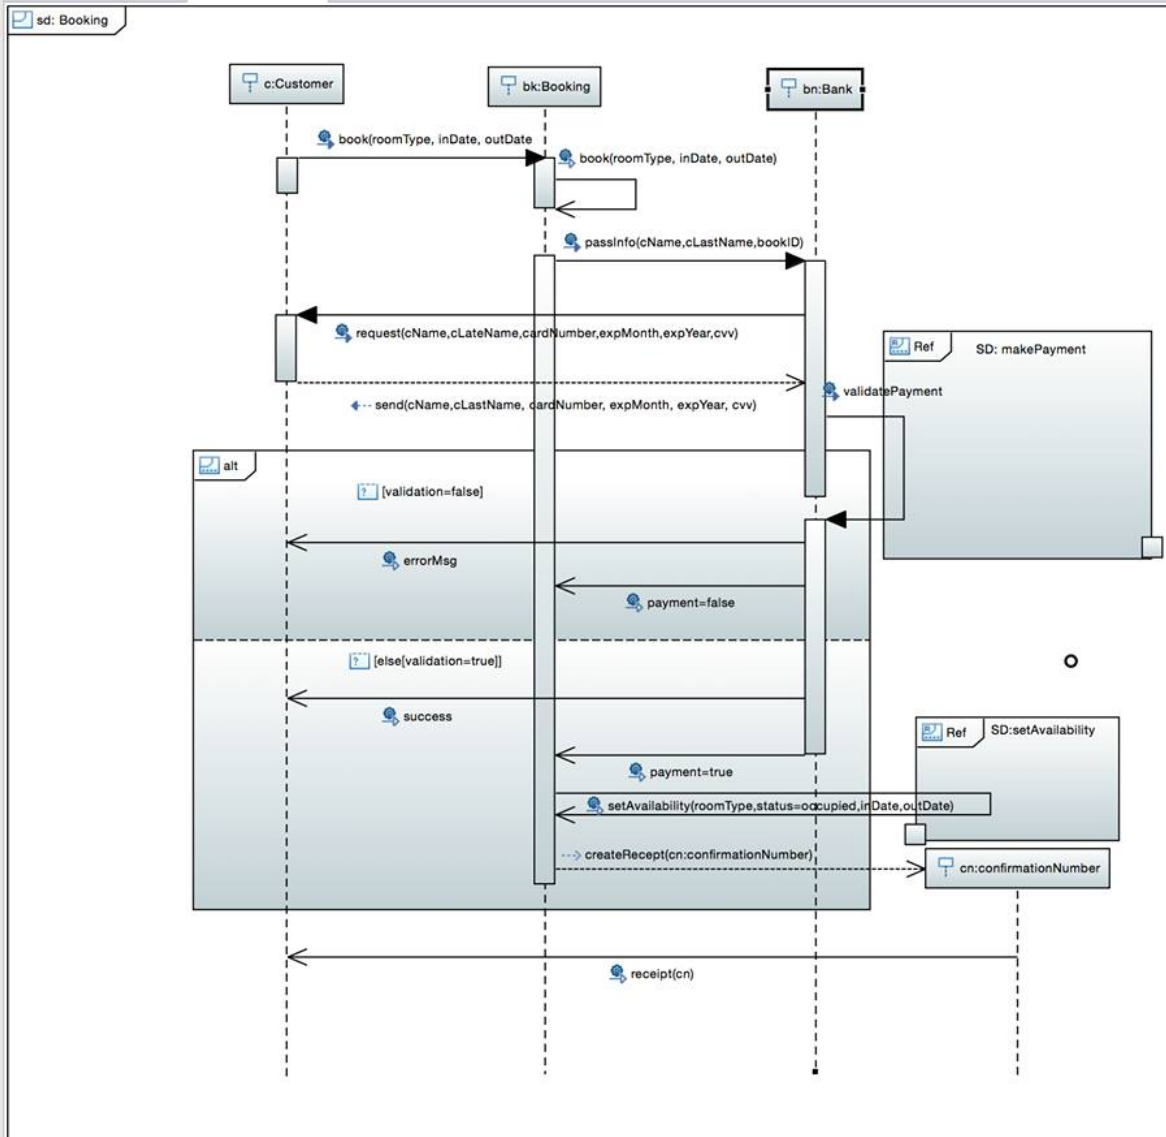 sd: Booking
c:Customer
bk:Booking
bn:Bank
book(roomType, inDate, outDate
book(roomType, inDate, outDate)
passInfo(cName,cLastName,bookID)
request(cName,cLateName,cardNumber,expMonth,expYear,cvv)
Ref
SD: makePayment
validatePayment
send(cName,cLastName, cardNumber, expMonth, expYear, cvv)
alt
[validation=false]
errorMsg
payment=false
[else[validation=true]]
success
Ref
SD:setAvailability
payment=true
setAvailability(roomType,status=occupied,inDate,outDate)
createRecept(cn:confirmationNumber)
cn:confirmationNumber
receipt(cn)